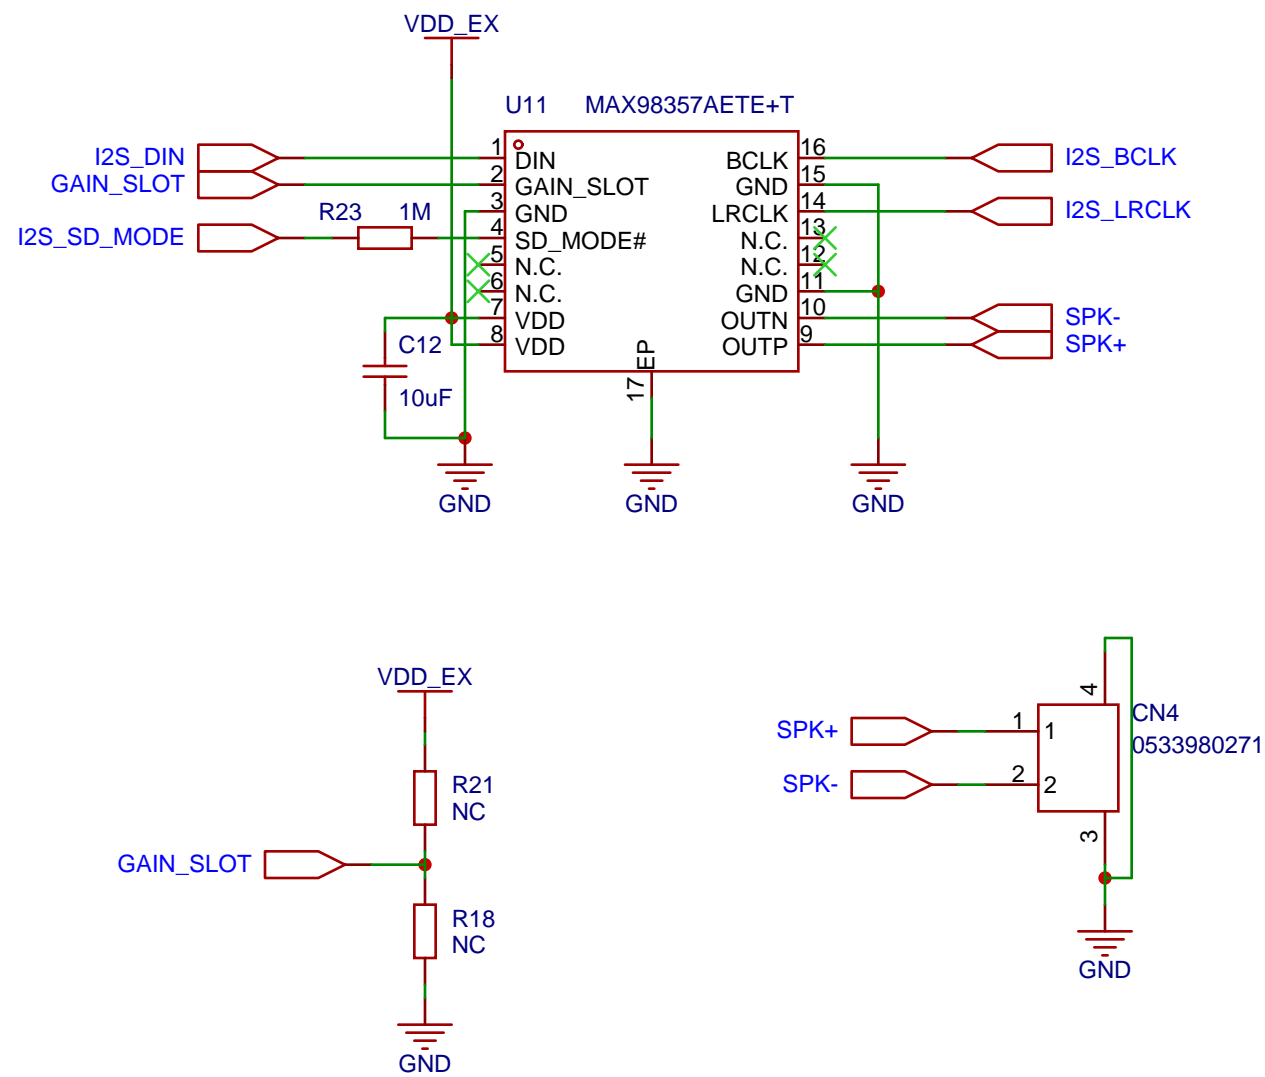 VDD_EX
U11 MAX98357AETE+T
I2S_DIN 1 DIN BCLK 16 I2S_BCLK
GAIN_SLOT 2 GAIN_SLOT GND 15
R23 1M 3 GND LRCLK 14 I2S_LRCLK
I2S_SD_MODE 4 SD_MODE# N.C. 13
5 N.C. N.C. 12
6 N.C. GND 11
7 VDD OUTN 10 SPK-
C12 8 VDD OUTP 9 SPK+
10uF
17 EP
GND GND GND
VDD_EX
R21
NC
GAIN_SLOT
R18
NC
GND
4
CN4
0533980271
SPK+ 1 1
SPK- 2 2
3
GND